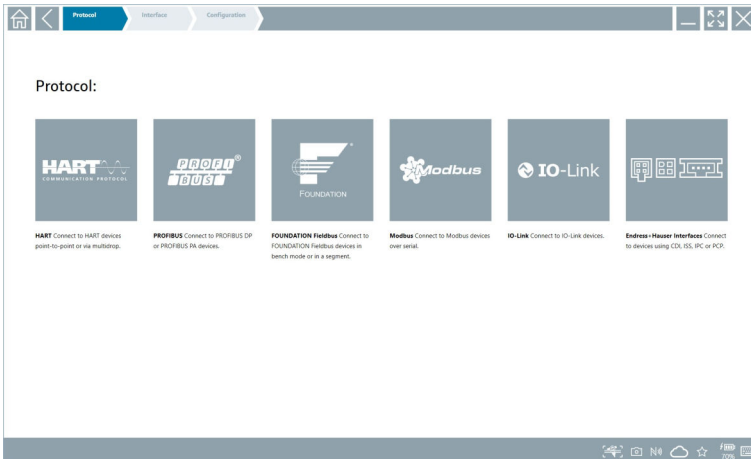 Protocol
Interface
Configuration
Protocol:
HART
COMMUNICATION PROTOCOL
PROFI®
BUS
FOUNDATION
Modbus
IO-Link
HART Connect to HART devices
point-to-point or via multidrop.
PROFIBUS Connect to PROFIBUS DP
or PROFIBUS PA devices.
FOUNDATION Fieldbus Connect to
FOUNDATION Fieldbus devices in
bench mode or in a segment.
Modbus Connect to Modbus devices
over serial.
IO-Link Connect to IO-Link devices.
Endress+Hauser Interfaces Connect
to devices using CDI, ISS, IPC or PCP.
70%